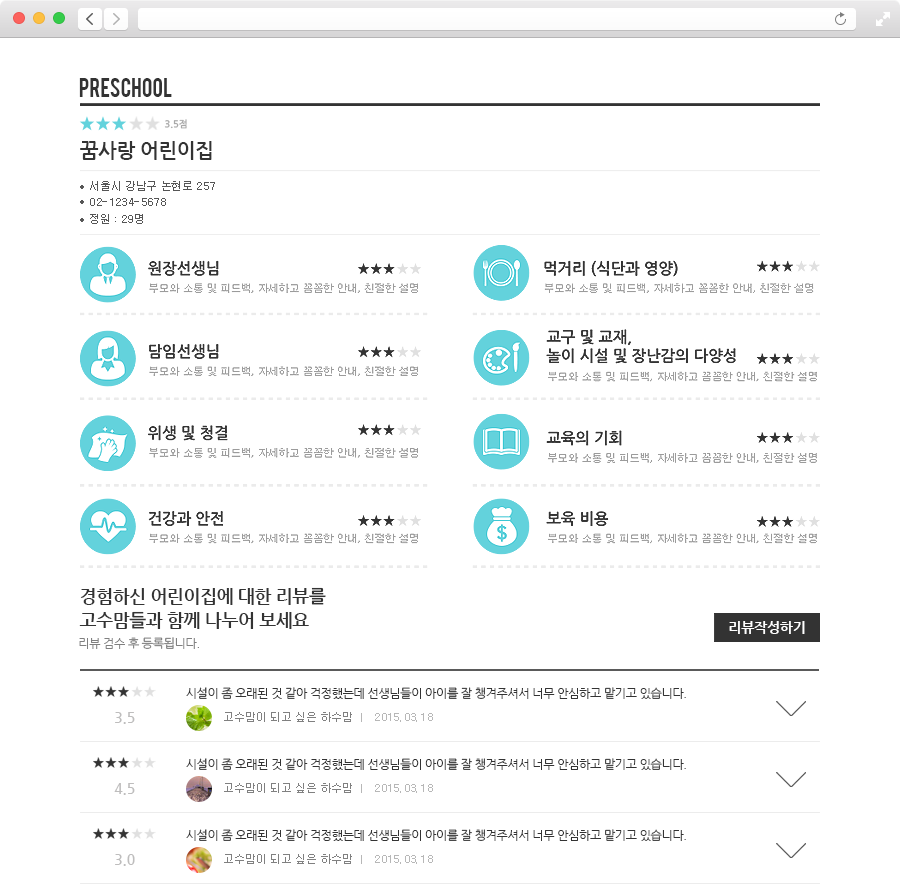 PRESCHOOL
3.5점
꿈사랑 어린이집
• 서울시 강남구 논현로 257
• 02-1234-5678
• 정원 : 29명
원장선생님
부모와 소통 및 피드백, 자세하고 꼼꼼한 안내, 친절한 설명
먹거리 (식단과 영양)
부모와 소통 및 피드백, 자세하고 꼼꼼한 안내, 친절한 설명
담임선생님
부모와 소통 및 피드백, 자세하고 꼼꼼한 안내, 친절한 설명
교구 및 교재,
놀이 시설 및 장난감의 다양성
부모와 소통 및 피드백, 자세하고 꼼꼼한 안내, 친절한 설명
위생 및 청결
부모와 소통 및 피드백, 자세하고 꼼꼼한 안내, 친절한 설명
교육의 기회
부모와 소통 및 피드백, 자세하고 꼼꼼한 안내, 친절한 설명
건강과 안전
부모와 소통 및 피드백, 자세하고 꼼꼼한 안내, 친절한 설명
$
보육 비용
부모와 소통 및 피드백, 자세하고 꼼꼼한 안내, 친절한 설명
경험하신 어린이집에 대한 리뷰를
고수맘들과 함께 나누어 보세요
리뷰 검수 후 등록됩니다.
리뷰작성하기
시설이 좀 오래된 것 같아 걱정했는데 선생님들이 아이를 잘 챙겨주셔서 너무 안심하고 맡기고 있습니다.
3.5
고수맘이 되고 싶은 하수맘 | 2015.03.18
시설이 좀 오래된 것 같아 걱정했는데 선생님들이 아이를 잘 챙겨주셔서 너무 안심하고 맡기고 있습니다.
4.5
고수맘이 되고 싶은 하수맘 | 2015.03.18
시설이 좀 오래된 것 같아 걱정했는데 선생님들이 아이를 잘 챙겨주셔서 너무 안심하고 맡기고 있습니다.
3.0
고수맘이 되고 싶은 하수맘 | 2015.03.18